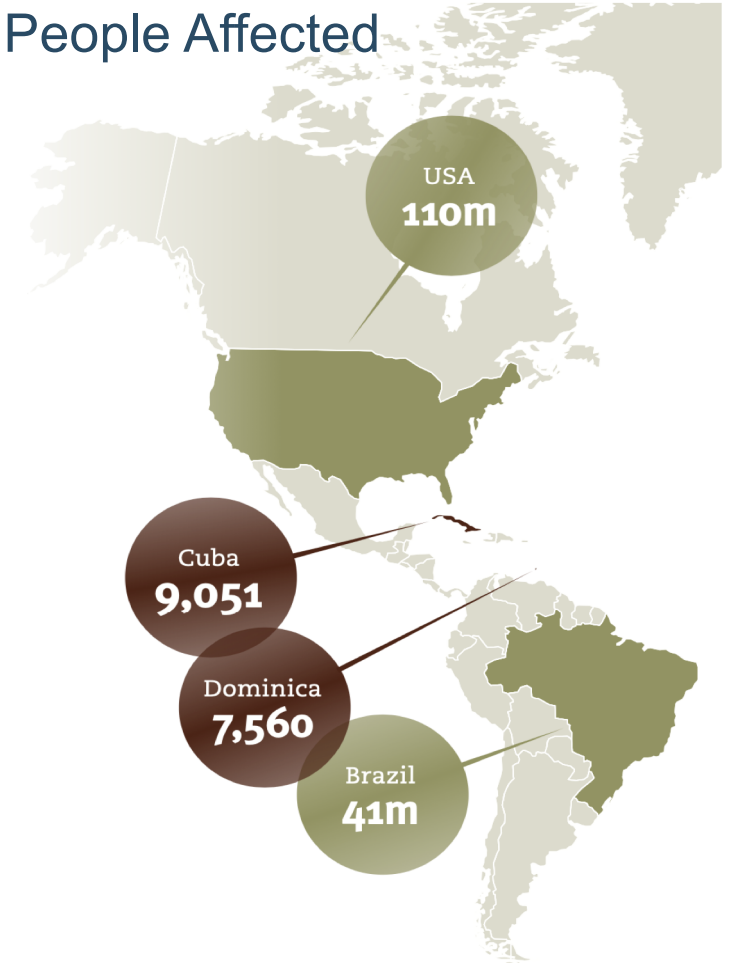 People Affected
USA
110m
Cuba
9,051
Dominica
7,560
Brazil
41m